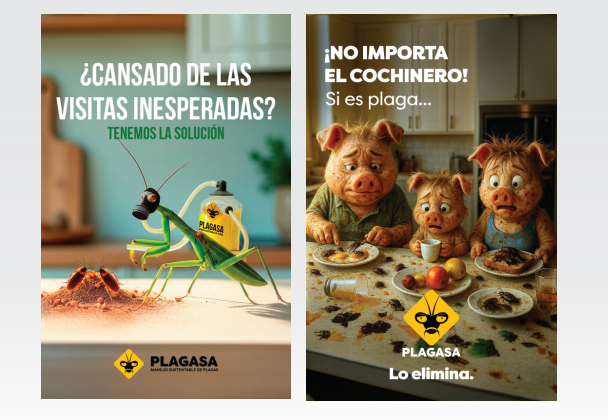 ¿CANSADO DE LAS
VISITAS INESPERADAS?
TENEMOS LA SOLUCIÓN
PLAGASA
PLAGASA
MANEJO SUSTENTABLE DE PLAGAS
¡NO IMPORTA
EL COCHINERO!
Si es plaga...
PLAGASA
Lo elimina.